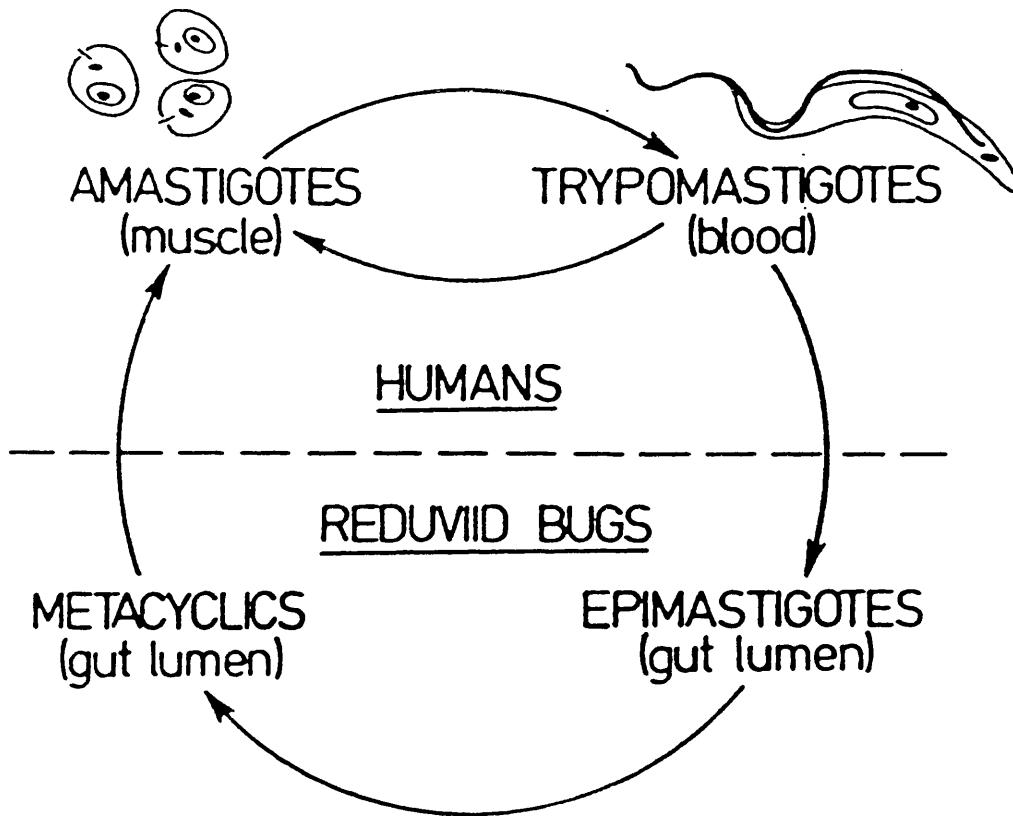 AMASTIGOTES
(muscle)
TRYPOMASTIGOTES
(blood)
HUMANS
REDUVIID BUGS
METACYCLICS
(gut lumen)
EPIMASTIGOTES
(gut lumen)